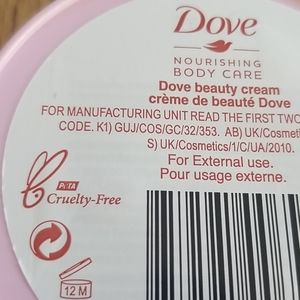 Dove
NOURISHING
BODY CARE
Dove beauty cream
crème de beauté Dove
FOR MANUFACTURING UNIT READ THE FIRST TWO
CODE. K1) GUJ/COS/GC/32/353. AB) UK/Cosmeti
S) UK/Cosmetics/1/C/UA/2010.
For External use.
Pour usage externe.
PeTA
Cruelty-Free
12 M